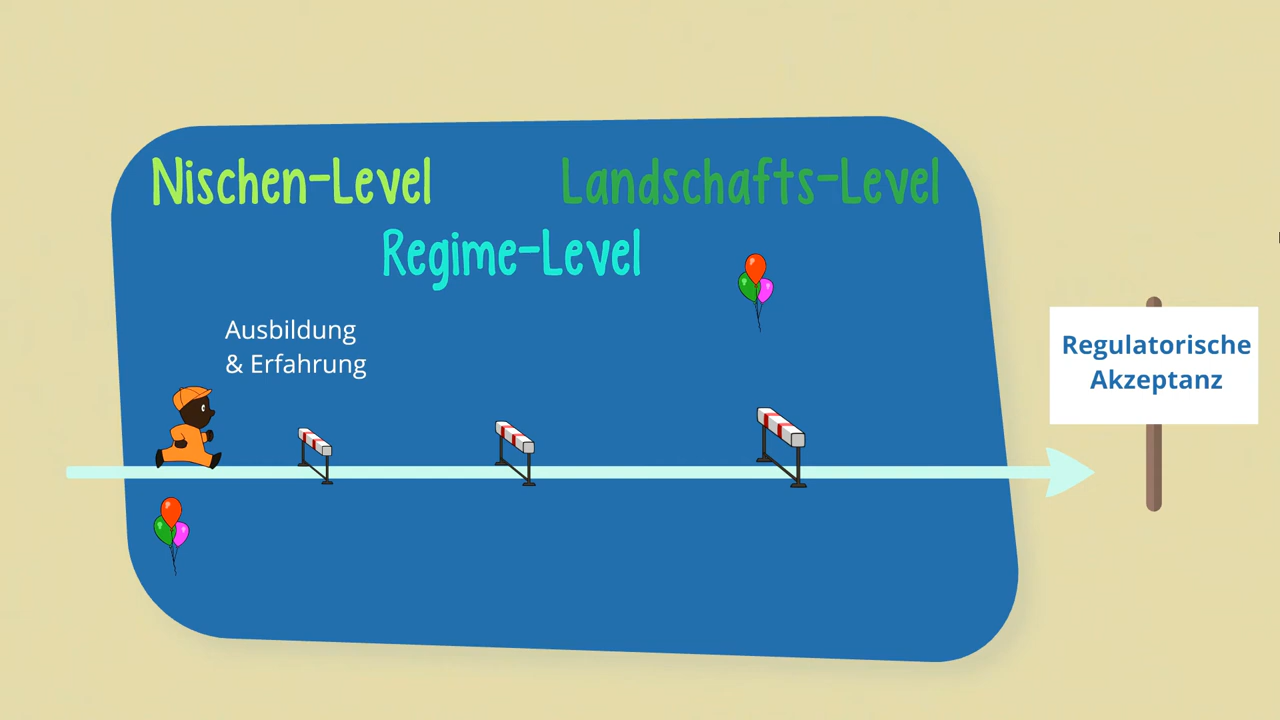 Nischen-Level
Landschafts-Level
Regime-Level
Ausbildung
& Erfahrung
Regulatorische
Akzeptanz